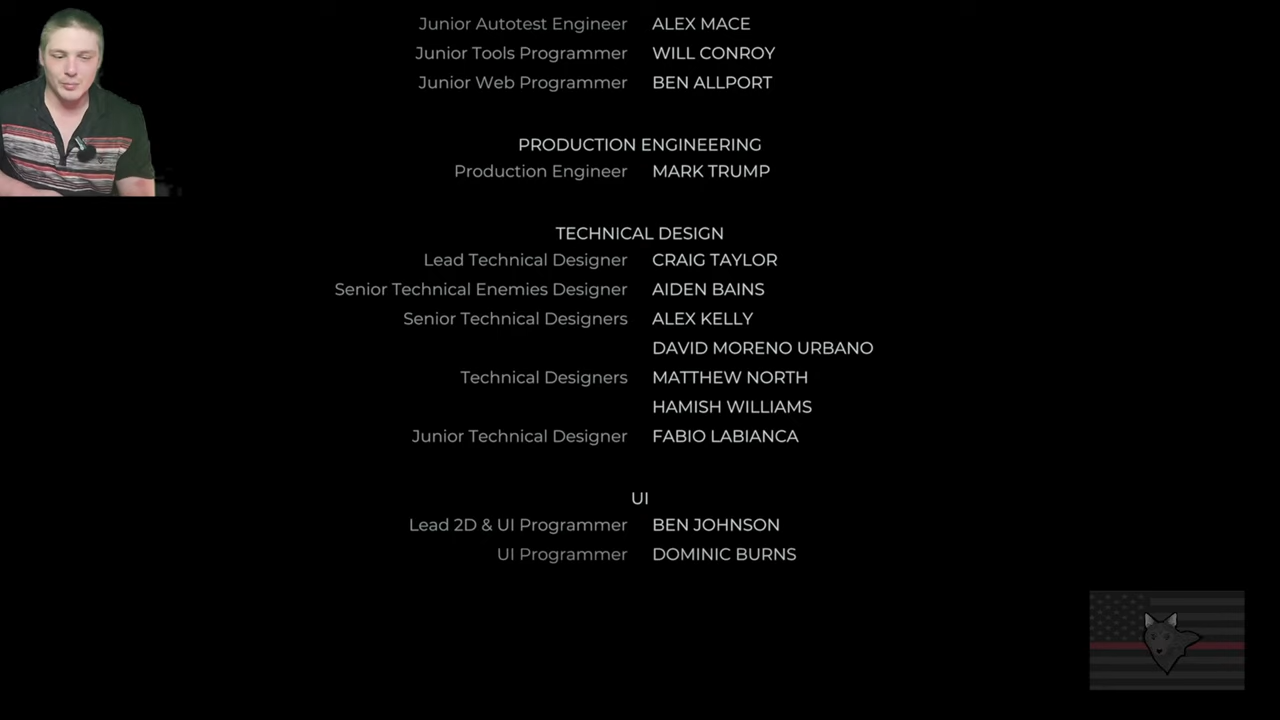 Junior Autotest Engineer ALEX MACE
Junior Tools Programmer WILL CONROY
Junior Web Programmer BEN ALLPORT
PRODUCTION ENGINEERING
Production Engineer MARK TRUMP
TECHNICAL DESIGN
Lead Technical Designer CRAIG TAYLOR
Senior Technical Enemies Designer AIDEN BAINS
Senior Technical Designers ALEX KELLY
DAVID MORENO URBANO
Technical Designers MATTHEW NORTH
HAMISH WILLIAMS
Junior Technical Designer FABIO LABIANCA
UI
Lead 2D & UI Programmer BEN JOHNSON
UI Programmer DOMINIC BURNS